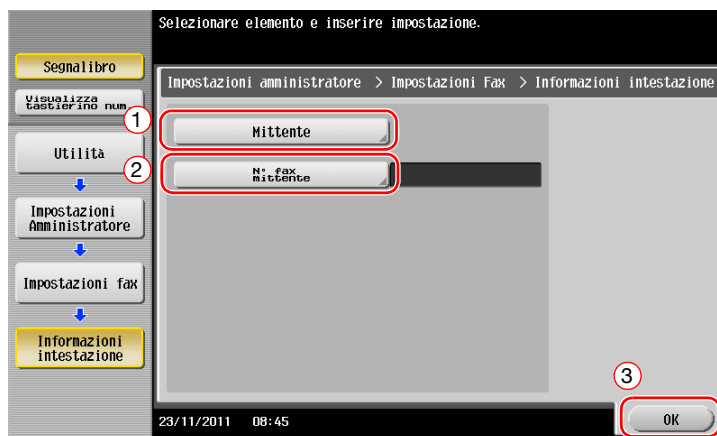 Selezionare elemento e inserire impostazione.
Segnalibro
Impostazioni amministratore > Impostazioni Fax > Informazioni intestazione
Visualizza
tastierino num.
1
Mittente
Utilità
2
N° fax
mittente
Impostazioni
Amministratore
Impostazioni fax
Informazioni
intestazione
3
23/11/2011 08:45
OK